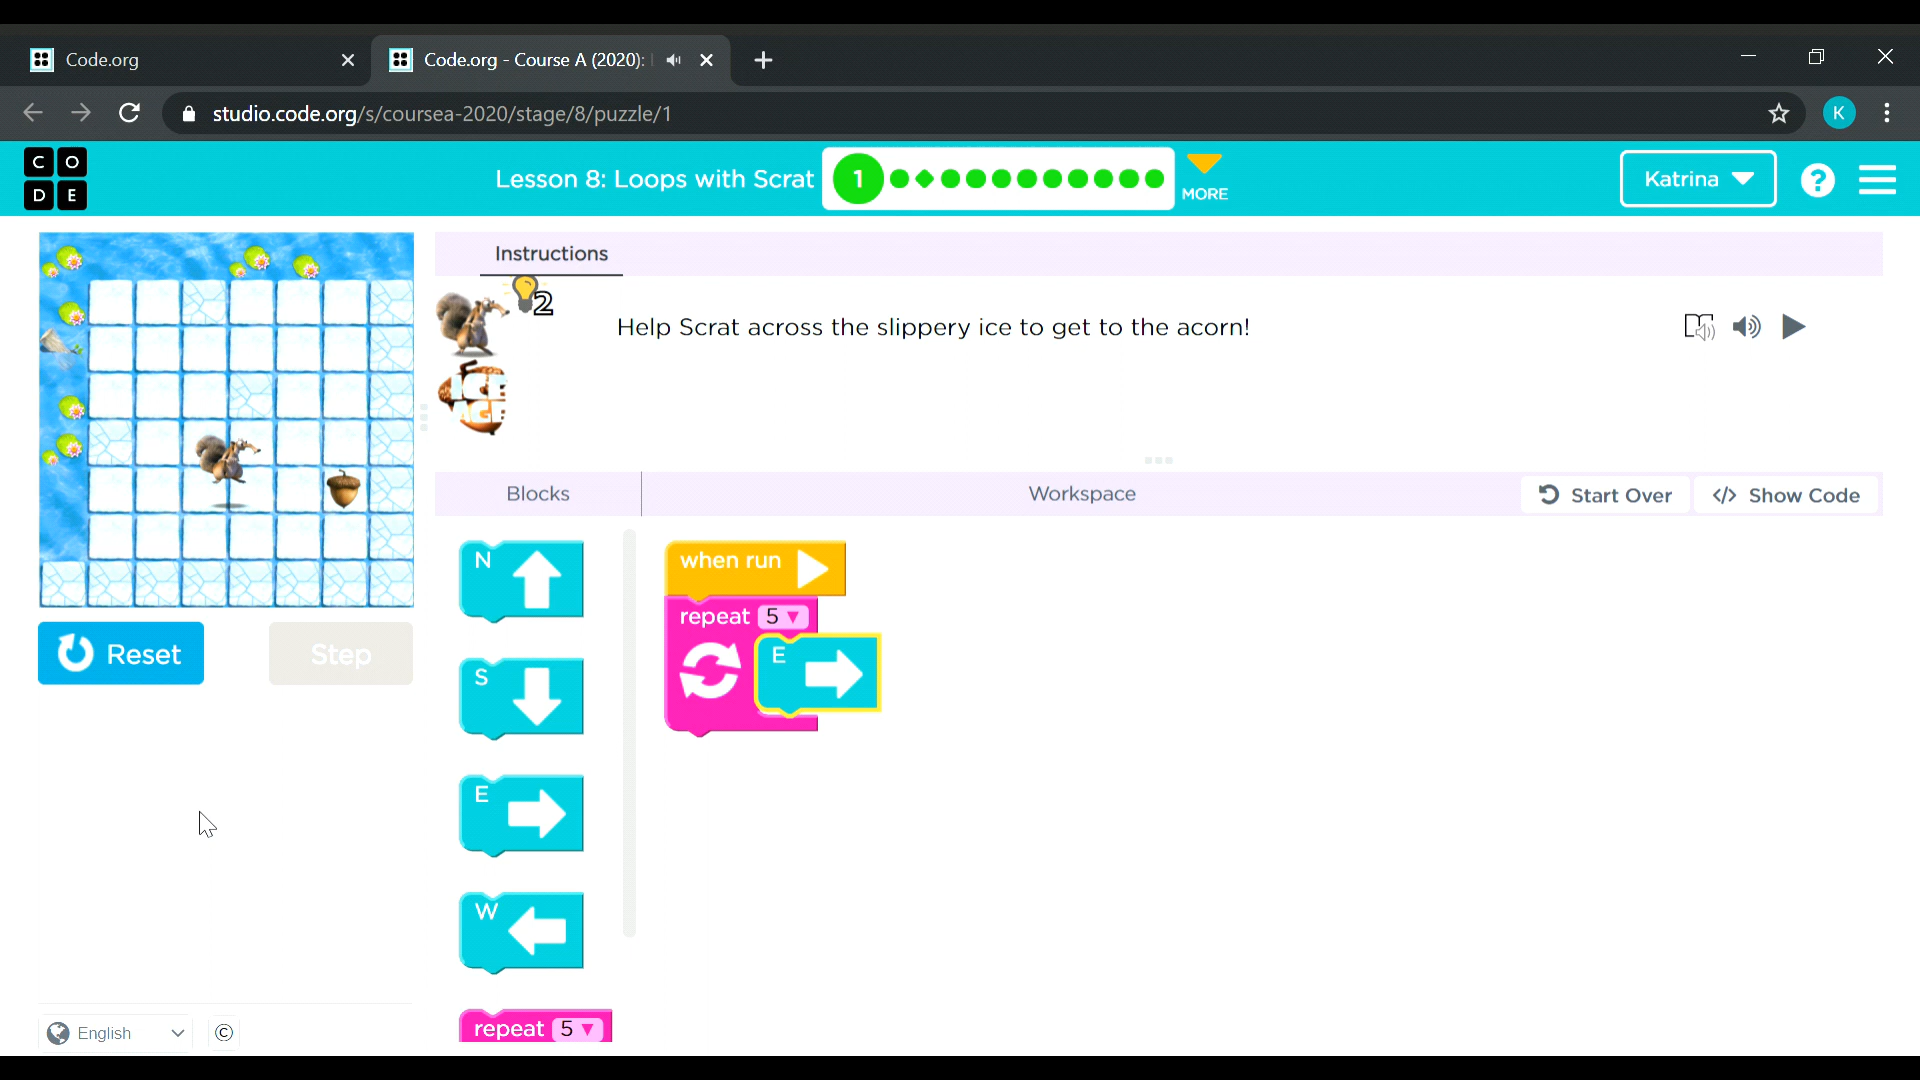 Code.org
Code.org - Course A (2020):
studio.code.org/s/coursea-2020/stage/8/puzzle/1
K
C O
D E
Lesson 8: Loops with Scrat
1
MORE
Katrina
?
Instructions
2
Help Scrat across the slippery ice to get to the acorn!
ICE
AGE
Blocks
Workspace
Start Over
</> Show Code
N
S
E
W
repeat 5
when run
repeat 5
E
Reset
Step
English
©